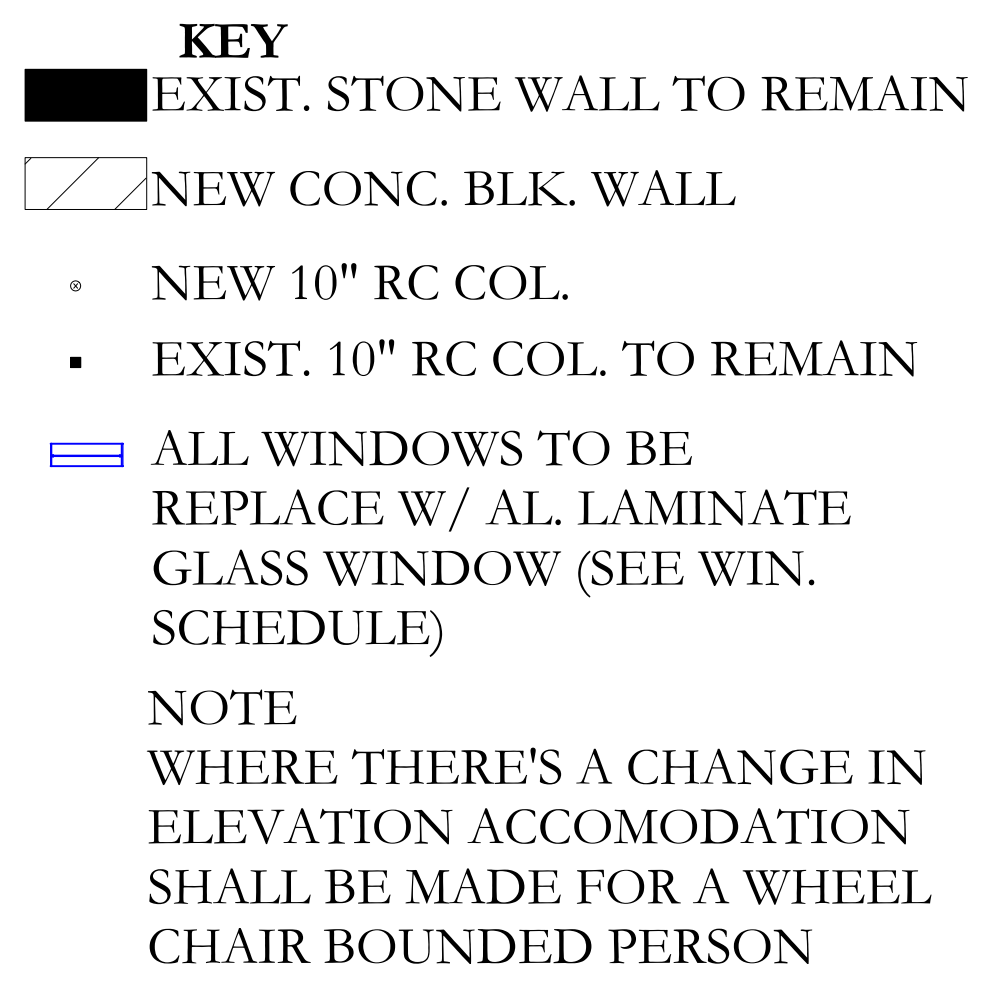 KEY
EXIST. STONE WALL TO REMAIN
NEW CONC. BLK. WALL
NEW 10" RC COL.
EXIST. 10" RC COL. TO REMAIN
ALL WINDOWS TO BE
REPLACE W/ AL. LAMINATE
GLASS WINDOW (SEE WIN.
SCHEDULE)
NOTE
WHERE THERE'S A CHANGE IN
ELEVATION ACCOMODATION
SHALL BE MADE FOR A WHEEL
CHAIR BOUNDED PERSON